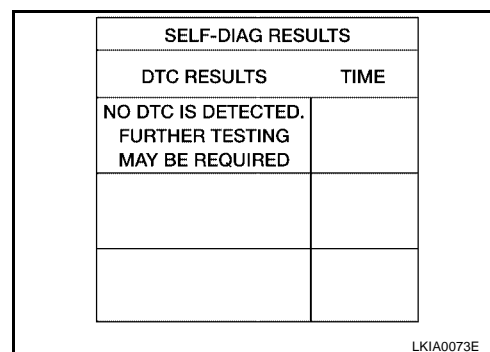 SELF-DIAG RESULTS
DTC RESULTS TIME
NO DTC IS DETECTED.
FURTHER TESTING
MAY BE REQUIRED
LKIA0073E